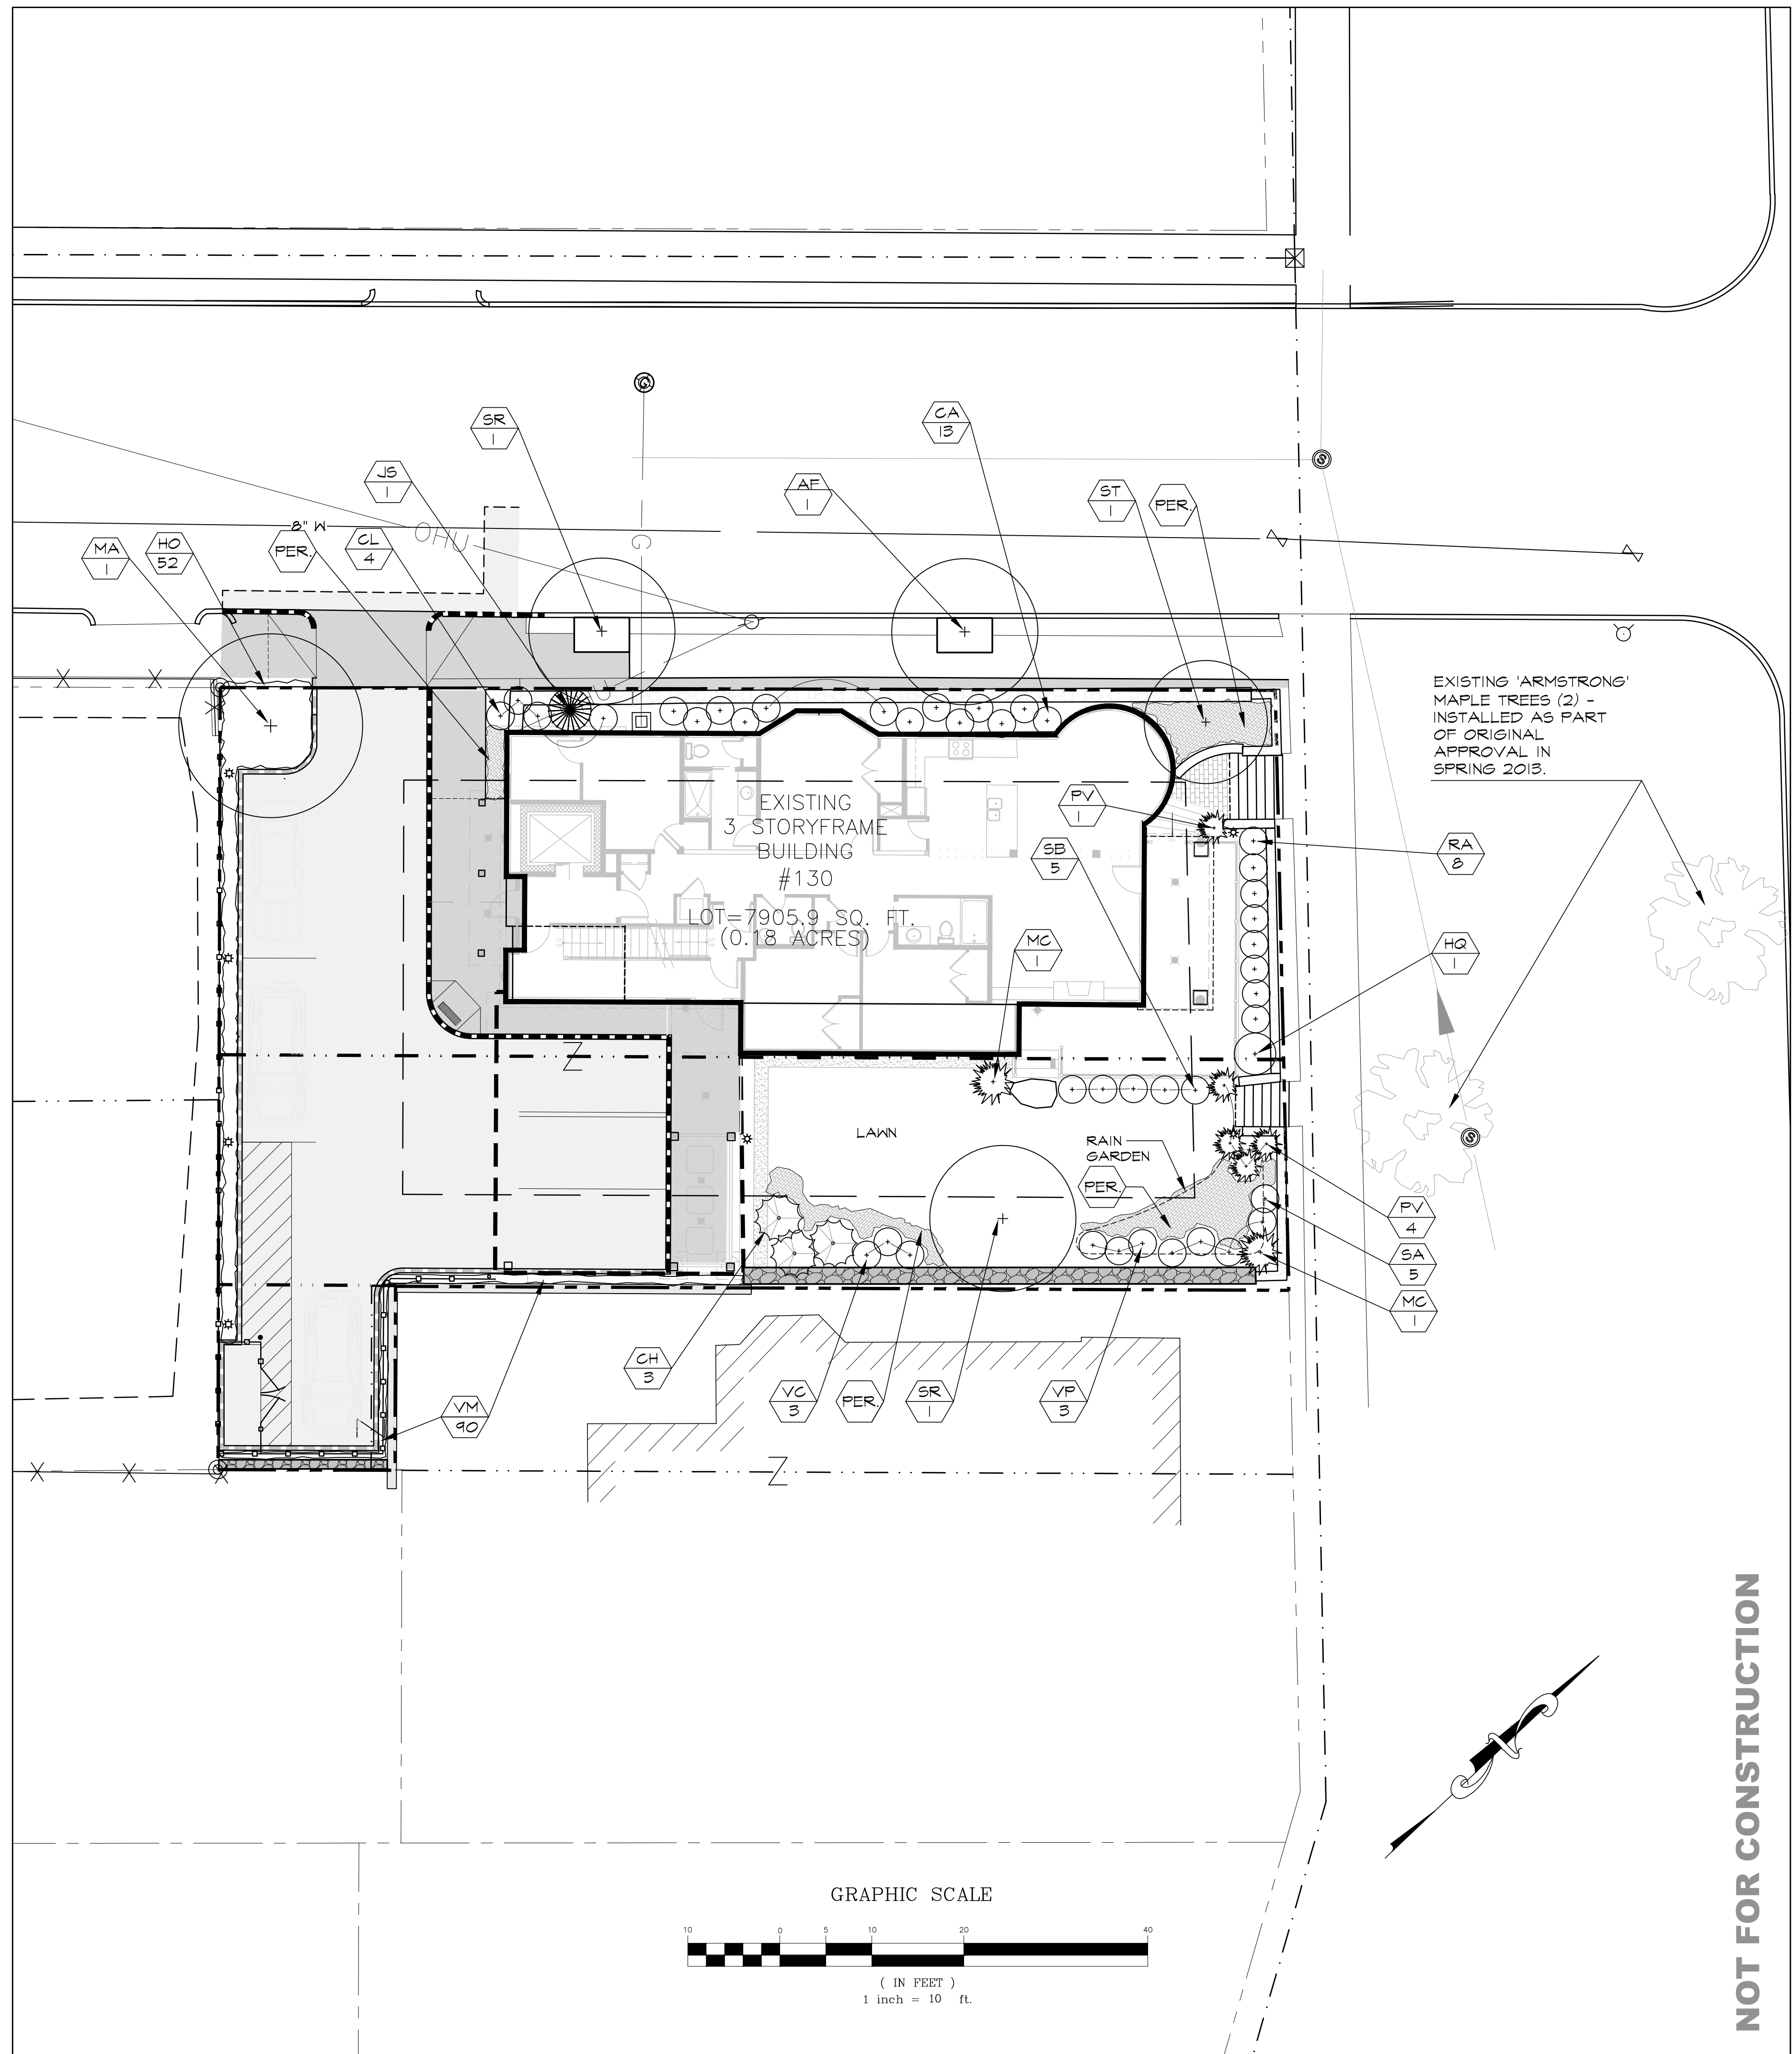 SR
1
CA
13
JS
1
AF
1
ST
1
PER.
8" W
OHU
G
MA
1
HO
52
PER.
CL
4
EXISTING 'ARMSTRONG'
MAPLE TREES (2) -
INSTALLED AS PART
OF ORIGINAL
APPROVAL IN
SPRING 2013.
EXISTING
3 STORYFRAME
BUILDING
#130
LOT=7905.9 SQ. FT.
(0.18 ACRES)
PV
1
SB
5
RA
8
MC
1
HQ
1
Z
LAWN
RAIN
GARDEN
PER.
PV
4
SA
5
MC
1
CH
3
VC
3
PER.
SR
1
VP
3
VM
90
Z
S
S
G
GRAPHIC SCALE
10 0 5 10 20 40
( IN FEET )
1 inch = 10 ft.
NOT FOR CONSTRUCTION